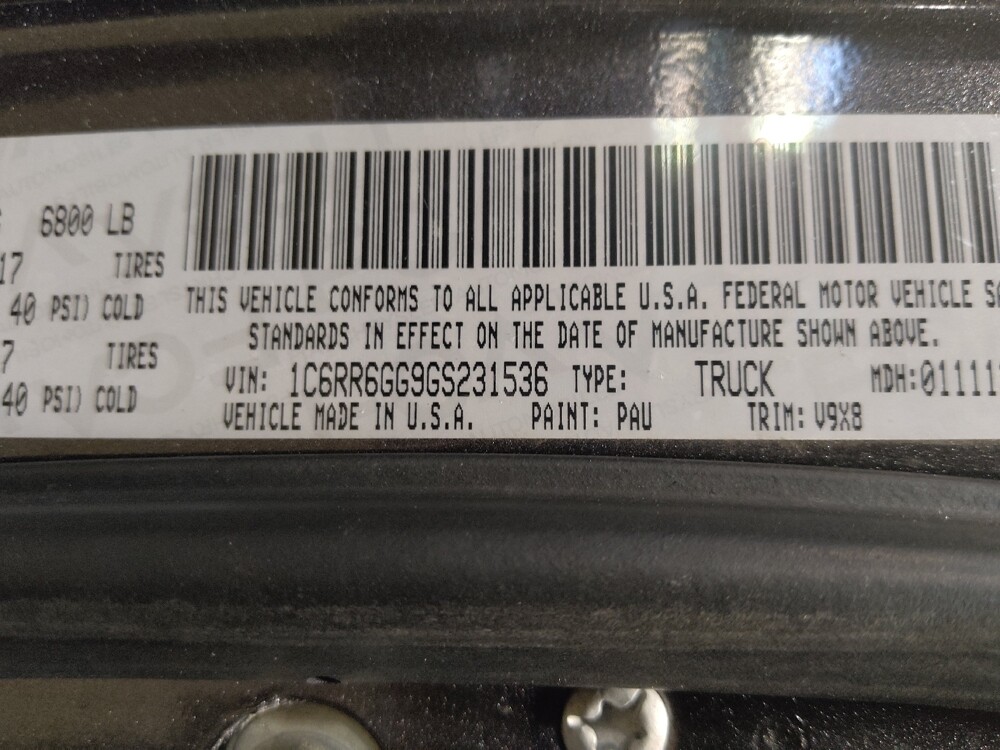 6800 LB
17 TIRES
40 PSI) COLD
7 TIRES
40 PSI) COLD
THIS VEHICLE CONFORMS TO ALL APPLICABLE U.S.A. FEDERAL MOTOR VEHICLE
STANDARDS IN EFFECT ON THE DATE OF MANUFACTURE SHOWN ABOVE.
VIN: 1C6RR6GG9GS231536 TYPE: TRUCK MDH:01111
VEHICLE MADE IN U.S.A. PAINT: PAU TRIM: V9X8